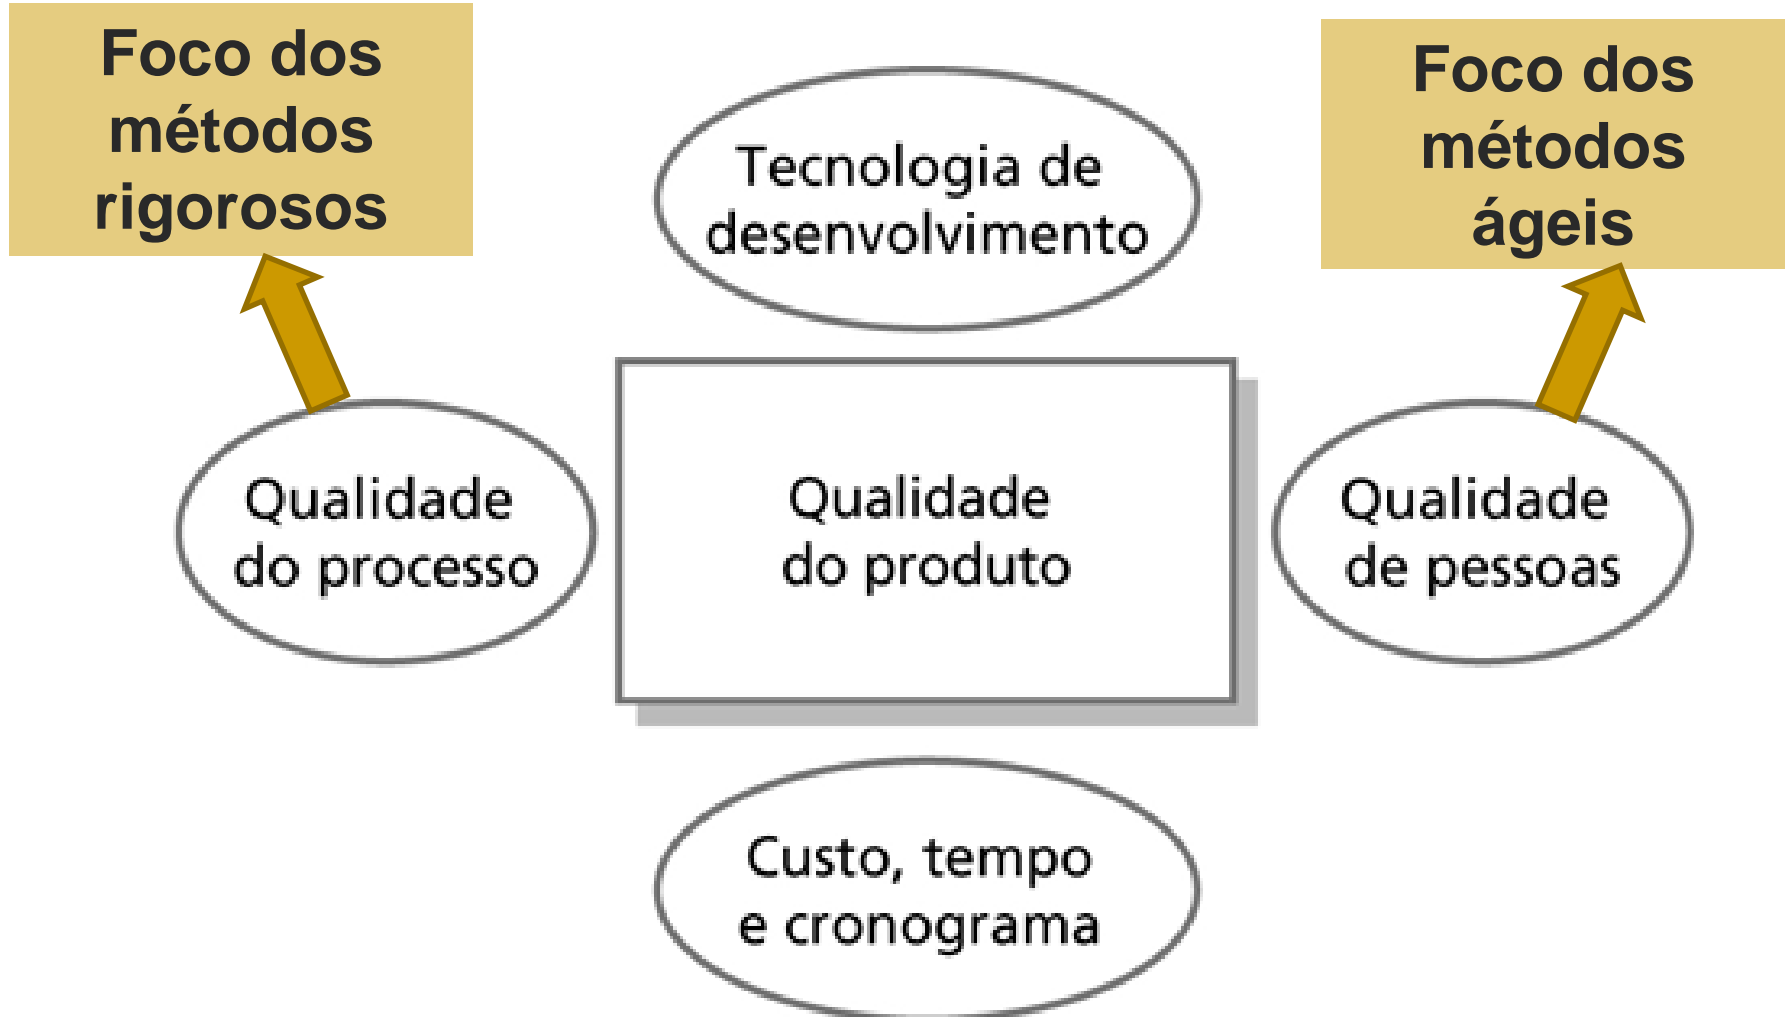 Foco dos
métodos
rigorosos
Tecnologia de
desenvolvimento
Foco dos
métodos
ágeis
Qualidade
do processo
Qualidade
do produto
Qualidade
de pessoas
Custo, tempo
e cronograma